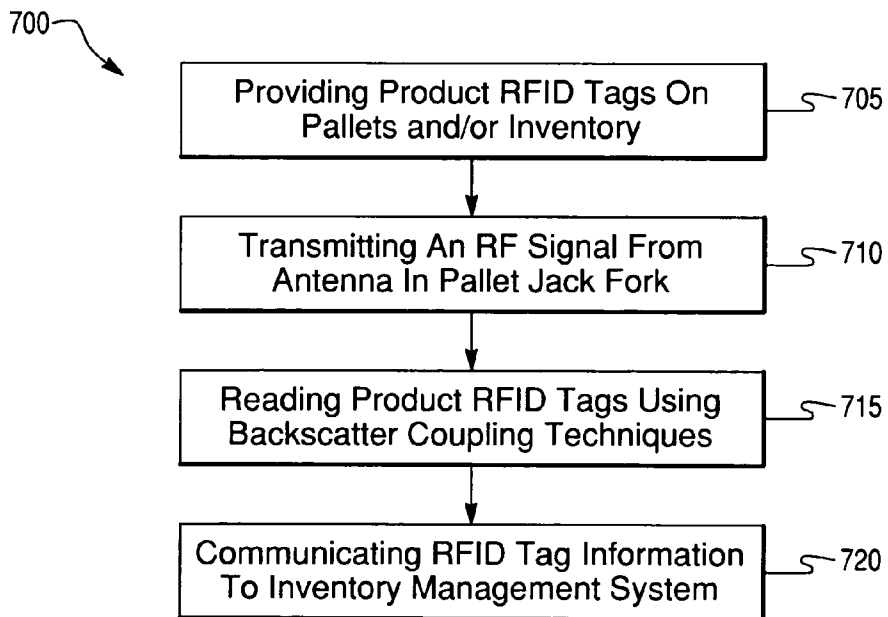 700
Providing Product RFID Tags On
Pallets and/or Inventory
705
Transmitting An RF Signal From
Antenna In Pallet Jack Fork
710
Reading Product RFID Tags Using
Backscatter Coupling Techniques
715
Communicating RFID Tag Information
To Inventory Management System
720